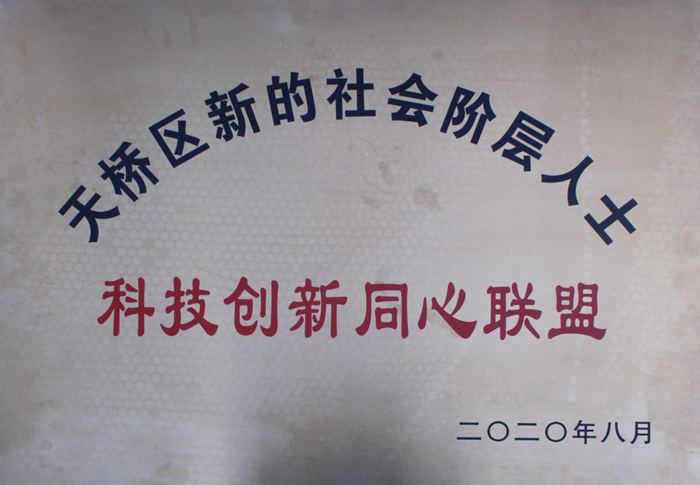 天桥区新的社会阶层人士
科技创新同心联盟
二〇二〇年八月